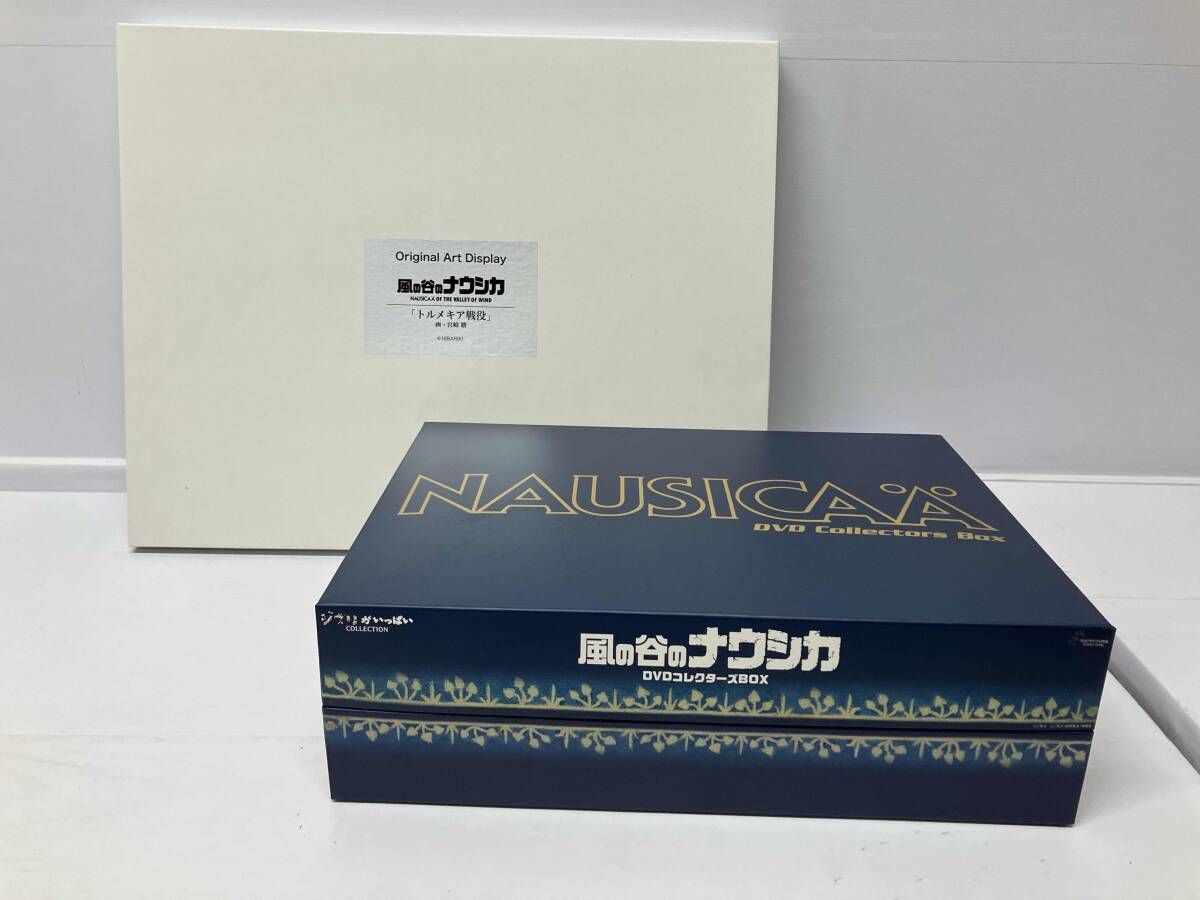 Original Art Display
風の谷のナウシカ
NAUSICAÄ OF THE VALLEY OF WIND
「トルメキア戦役」
画・宮崎 駿
©NIBARIKI
NAUSICAÄ
DVD Collectors Box
ジブリがいっぱい
COLLECTION
風の谷のナウシカ
DVDコレクターズBOX